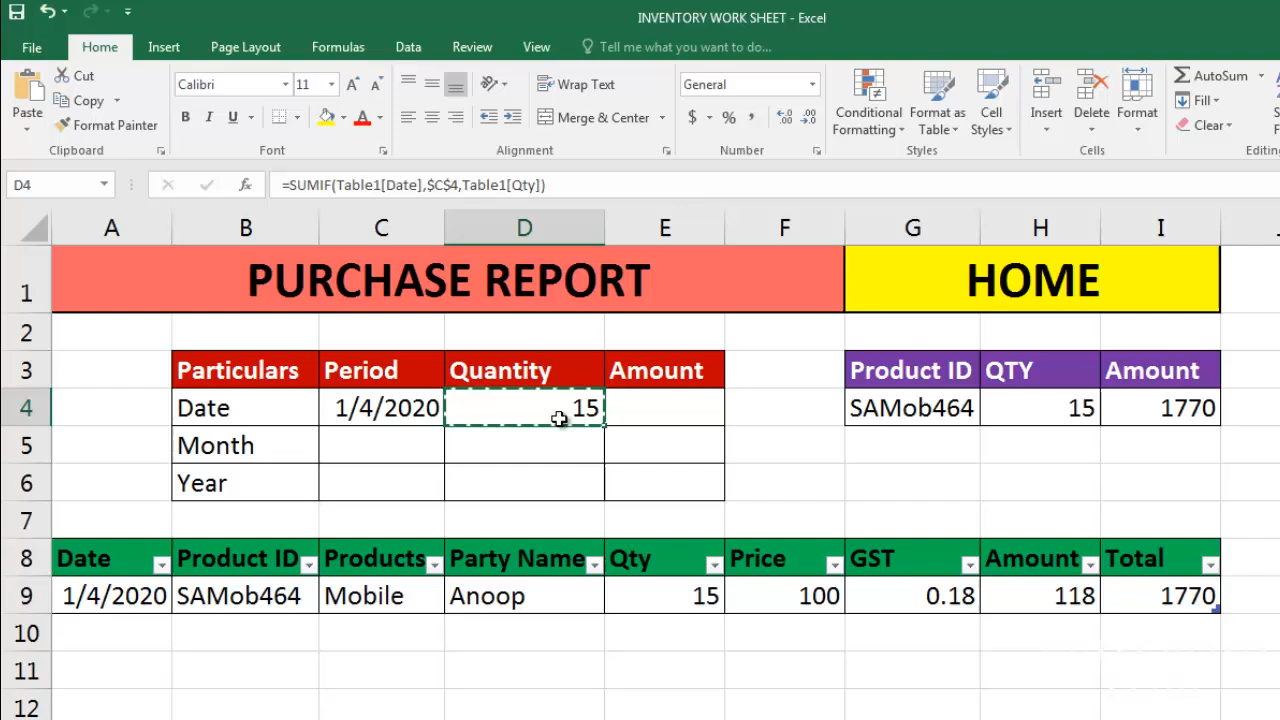 INVENTORY WORK SHEET - Excel
File Home Insert Page Layout Formulas Data Review View Tell me what you want to do...
Paste Cut Copy Format Painter
Calibri 11
B I U
Wrap Text
Merge & Center
General
$ % ,
Conditional Formatting Format as Table Cell Styles
Insert Delete Format
AutoSum
Fill
Clear
Clipboard Font Alignment Number Styles Cells Editing
D4 fx =SUMIF(Table1[Date],$C$4,Table1[Qty])
A B C D E F G H I
1 PURCHASE REPORT HOME
2
3 Particulars Period Quantity Amount Product ID QTY Amount
4 Date 1/4/2020 15 SAMob464 15 1770
5 Month
6 Year
7
8 Date Product ID Products Party Name Qty Price GST Amount Total
9 1/4/2020 SAMob464 Mobile Anoop 15 100 0.18 118 1770
10
11
12